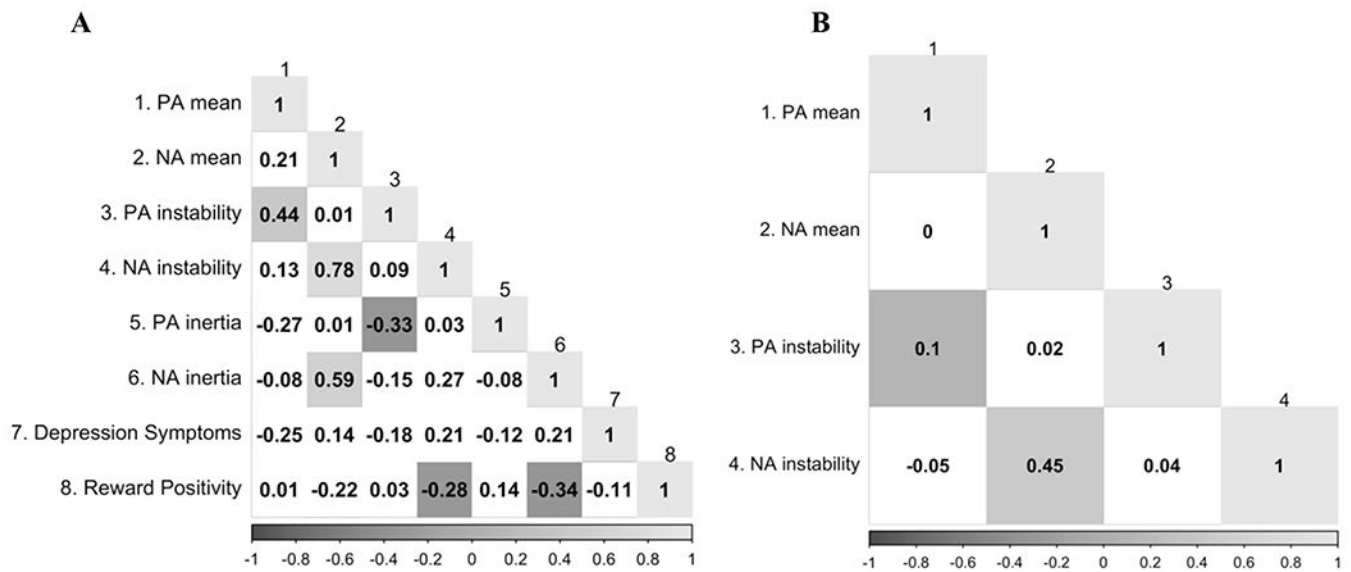 A
1
1. PA mean 1
2
2. NA mean 0.21 1
3
3. PA instability 0.44 0.01 1
4
4. NA instability 0.13 0.78 0.09 1
5
5. PA inertia -0.27 0.01 -0.33 0.03 1
6
6. NA inertia -0.08 0.59 -0.15 0.27 -0.08 1
7
7. Depression Symptoms -0.25 0.14 -0.18 0.21 -0.12 0.21 1
8
8. Reward Positivity 0.01 -0.22 0.03 -0.28 0.14 -0.34 -0.11 1
-1 -0.8 -0.6 -0.4 -0.2 0 0.2 0.4 0.6 0.8 1
B
1
1. PA mean 1
2
2. NA mean 0 1
3
3. PA instability 0.1 0.02 1
4
4. NA instability -0.05 0.45 0.04 1
-1 -0.8 -0.6 -0.4 -0.2 0 0.2 0.4 0.6 0.8 1